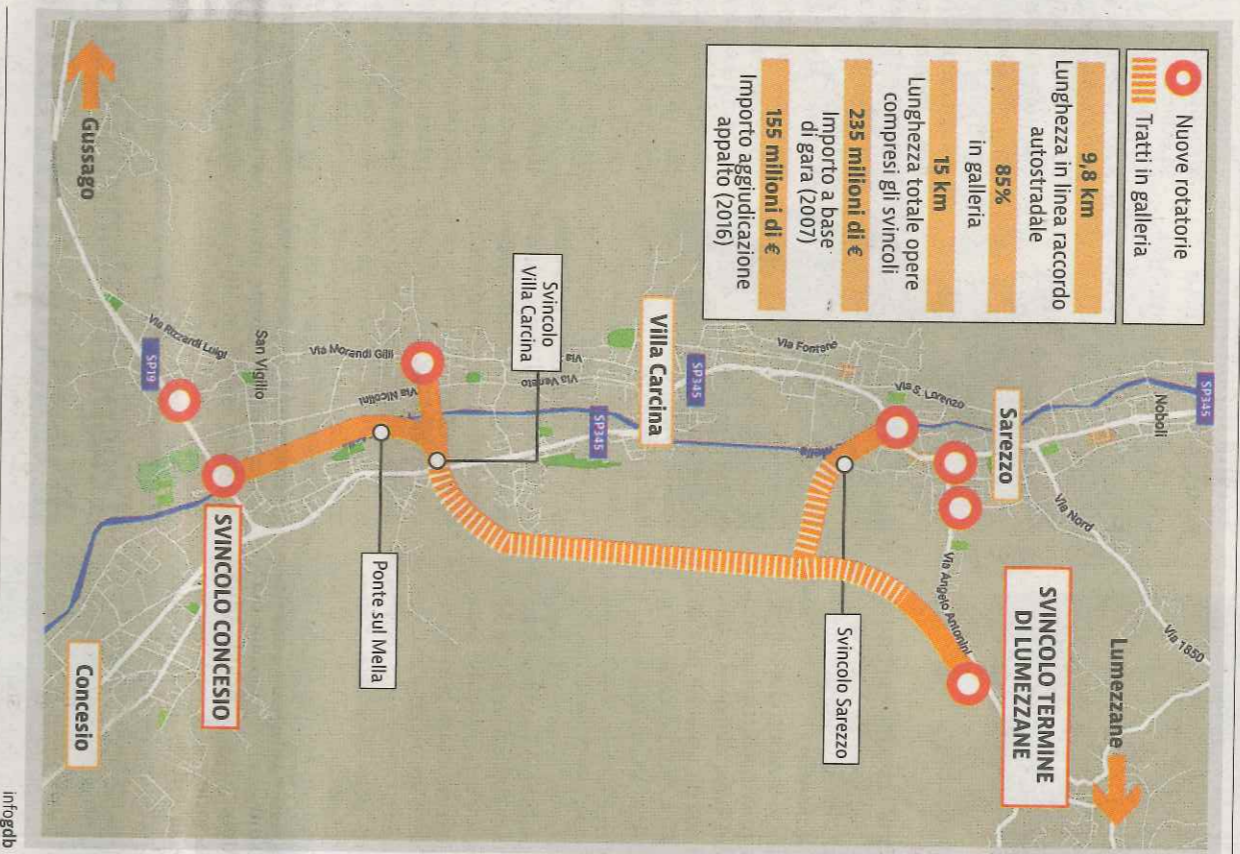 Nuove rotatorie
Tratti in galleria
9,8 km
Lunghezza in linea raccordo
autostradale
85%
in galleria
15 km
Lunghezza totale opere
compresi gli svincoli
235 milioni di €
Importo a base
di gara (2007)
155 milioni di €
Importo aggiudicazione
appalto (2016)
Gussago
Via Rizzardi Luigi
SP19
San Vigilio
Via Morandi Gilli
Via Nicolini
Svincolo
Villa Carcina
Villa Carcina
Via
Via Veneto
SP345
SP345
Via Fontane
Via S. Lorenzo
Sarezzo
Noboli
SP345
Via Nord
Via 1850
Via Angelo Antonini
Mella
SVINCOLO CONCESIO
Concesio
Ponte sul Mella
Svincolo Sarezzo
SVINCOLO TERMINE
DI LUMEZZANE
Lumezzane
infogdb